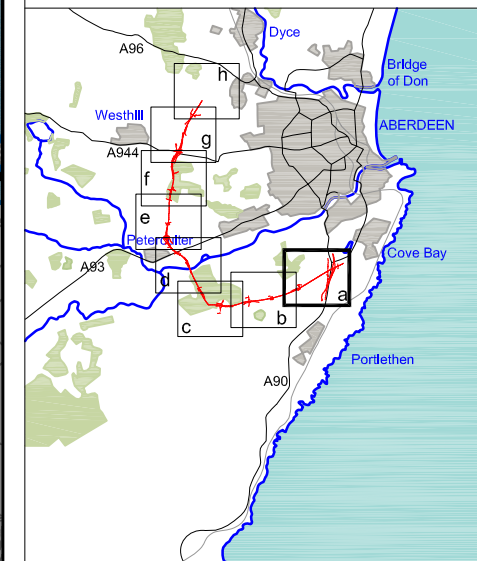 Dyce
A96
Bridge
of Don
h
Westhill
ABERDEEN
g
A944
f
e
Peterculter
Cove Bay
A93
d
a
b
c
Portlethen
A90